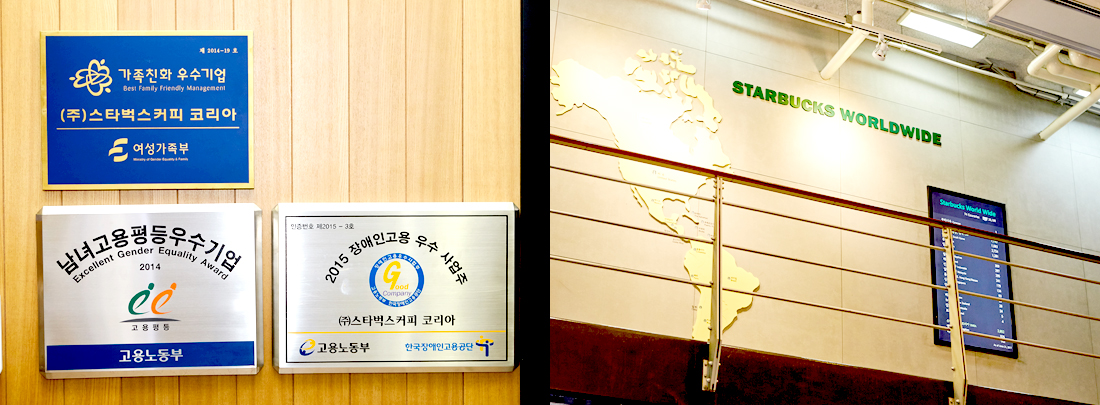 제 2014-19 호
가족친화 우수기업
Best Family Friendly Management
(주)스타벅스커피 코리아
여성가족부
Ministry of Gender Equality & Family
남녀고용평등우수기업
Excellent Gender Equality Award
2014
고용평등
고용노동부
인증번호 제2015 - 3호
2015 장애인고용 우수 사업주
Good
Company
(주)스타벅스커피 코리아
고용노동부
한국장애인고용공단
STARBUCKS WORLDWIDE
Starbucks World Wide